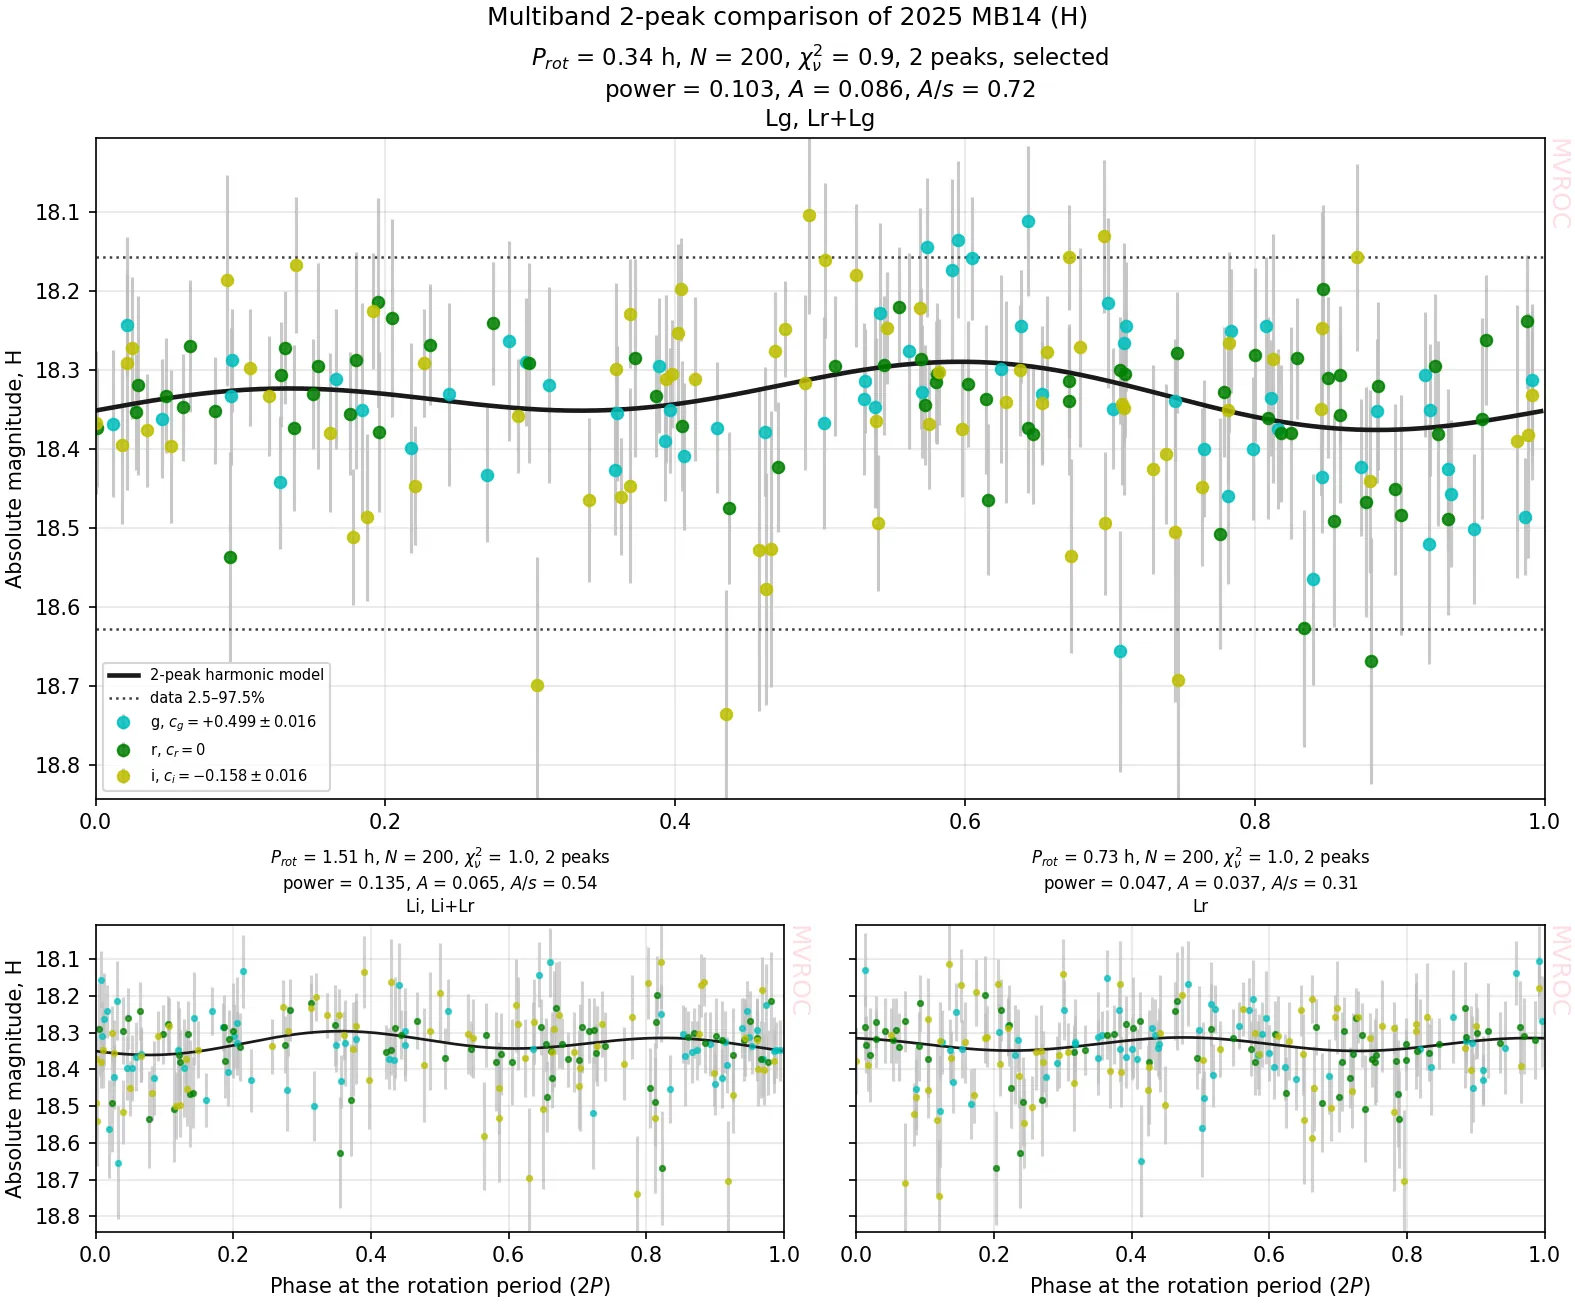 Multiband 2-peak comparison of 2025 MB14 (H)
P_rot = 0.34 h, N = 200, χ²_ν = 0.9, 2 peaks, selected
power = 0.103, A = 0.086, A/s = 0.72
Lg, Lr+Lg
MVROC
Absolute magnitude, H
18.1
18.2
18.3
18.4
18.5
18.6
18.7
18.8
2-peak harmonic model
data 2.5–97.5%
g, c_g = +0.499 ± 0.016
r, c_r = 0
i, c_i = −0.158 ± 0.016
0.0 0.2 0.4 0.6 0.8 1.0
P_rot = 1.51 h, N = 200, χ²_ν = 1.0, 2 peaks
power = 0.135, A = 0.065, A/s = 0.54
Li, Li+Lr
MVROC
Absolute magnitude, H
18.1
18.2
18.3
18.4
18.5
18.6
18.7
18.8
0.0 0.2 0.4 0.6 0.8 1.0
Phase at the rotation period (2P)
P_rot = 0.73 h, N = 200, χ²_ν = 1.0, 2 peaks
power = 0.047, A = 0.037, A/s = 0.31
Lr
MVROC
0.0 0.2 0.4 0.6 0.8 1.0
Phase at the rotation period (2P)